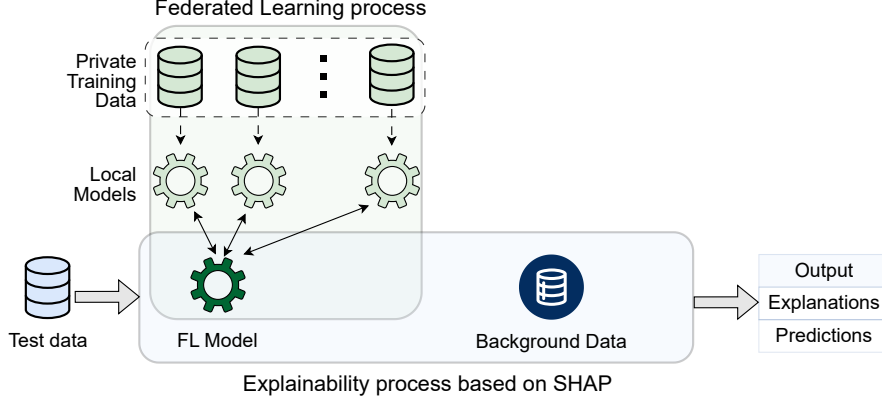 Federated Learning process
Private
Training
Data
Local
Models
Test data
FL Model
Background Data
Output
Explanations
Predictions
Explainability process based on SHAP